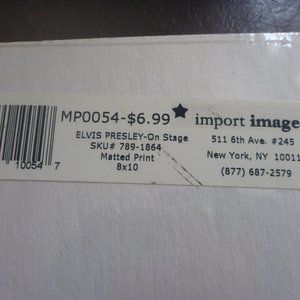 MP0054-$6.99
ELVIS PRESLEY-On Stage
SKU# 789-1864
Matted Print
8x10
10054 7
import image
511 6th Ave. #245
New York, NY 10011
(877) 687-2579